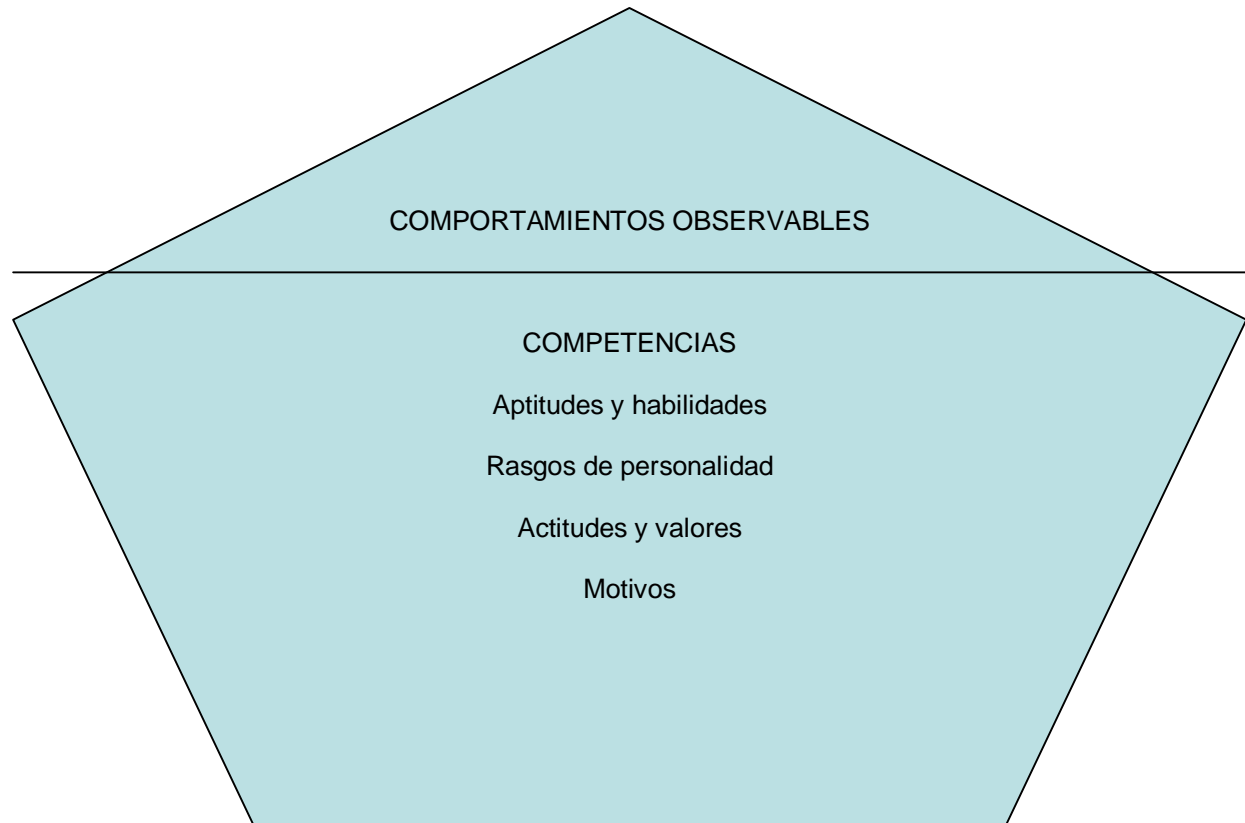 COMPORTAMIENTOS OBSERVABLES
COMPETENCIAS
Aptitudes y habilidades
Rasgos de personalidad
Actitudes y valores
Motivos